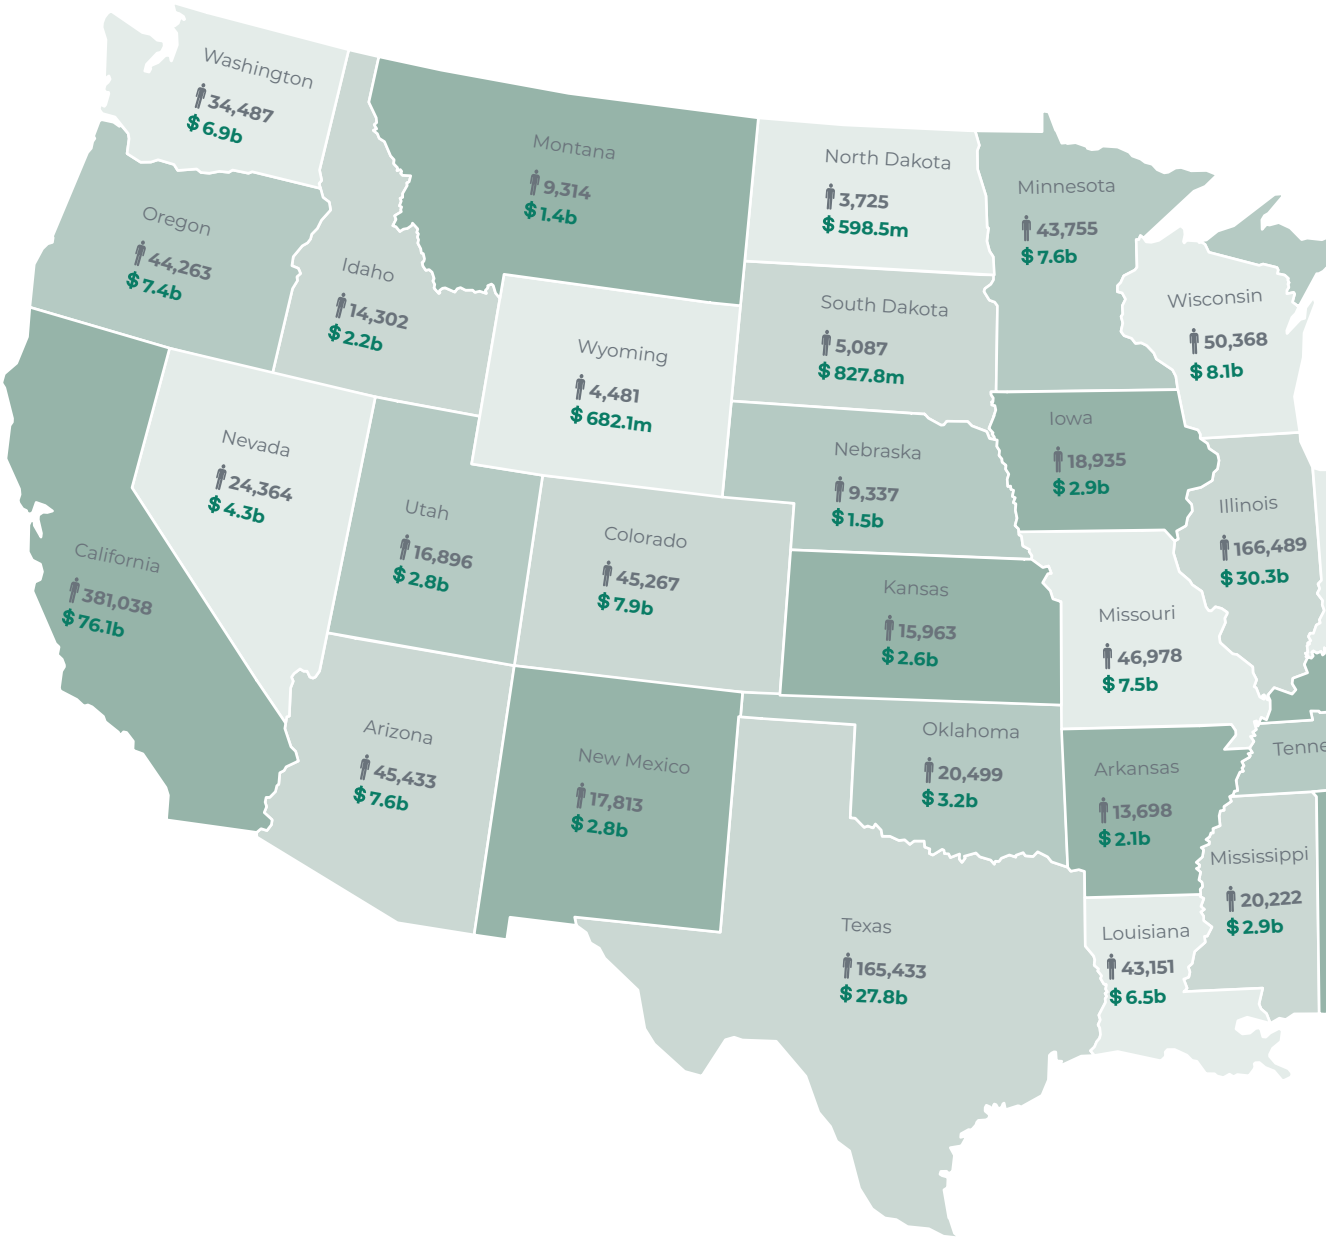 Washington
34,487
$ 6.9b
Montana
9,314
$ 1.4b
North Dakota
3,725
$ 598.5m
Minnesota
43,755
$ 7.6b
Oregon
44,263
$ 7.4b
Idaho
14,302
$ 2.2b
South Dakota
5,087
$ 827.8m
Wisconsin
50,368
$ 8.1b
Wyoming
4,481
$ 682.1m
Nevada
24,364
$ 4.3b
Nebraska
9,337
$ 1.5b
Iowa
18,935
$ 2.9b
Utah
16,896
$ 2.8b
Colorado
45,267
$ 7.9b
Illinois
166,489
$ 30.3b
California
381,038
$ 76.1b
Kansas
15,963
$ 2.6b
Missouri
46,978
$ 7.5b
Arizona
45,433
$ 7.6b
New Mexico
17,813
$ 2.8b
Oklahoma
20,499
$ 3.2b
Arkansas
13,698
$ 2.1b
Tenne
Mississippi
20,222
$ 2.9b
Texas
165,433
$ 27.8b
Louisiana
43,151
$ 6.5b